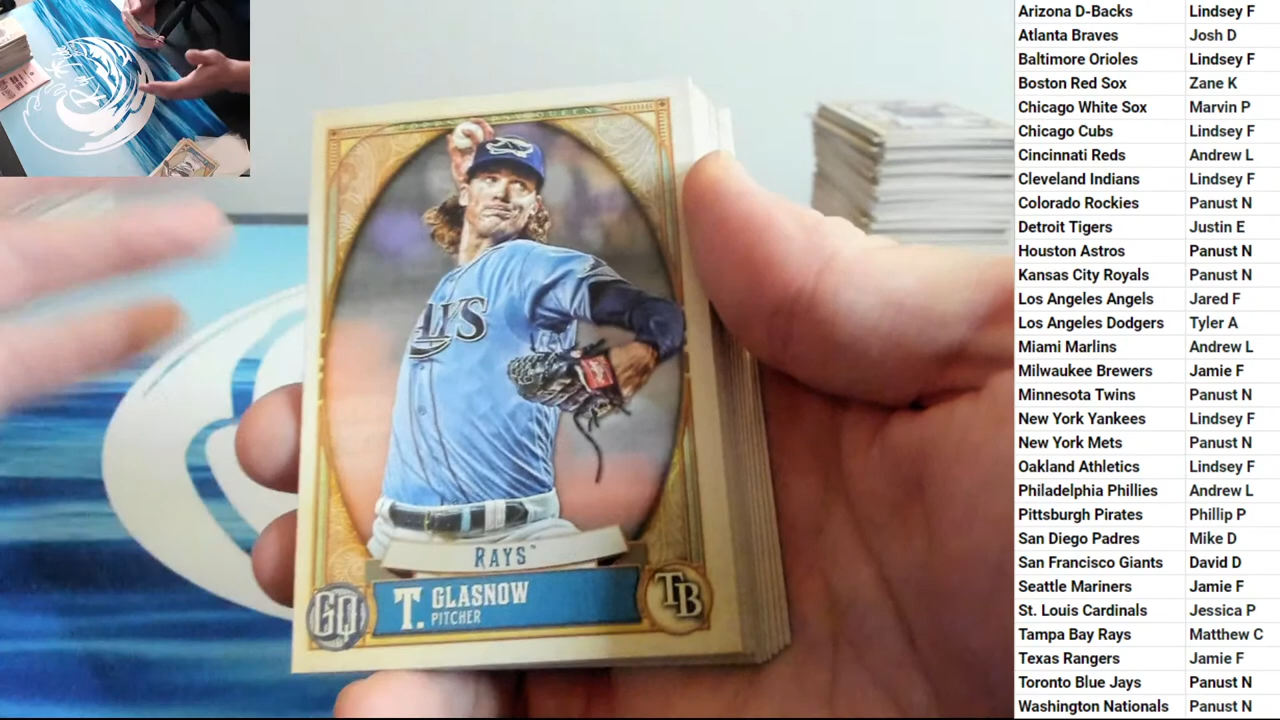 AYS
RAYS
GQ
T. GLASNOW
PITCHER
TB
Arizona D-Backs Lindsey F
Atlanta Braves Josh D
Baltimore Orioles Lindsey F
Boston Red Sox Zane K
Chicago White Sox Marvin P
Chicago Cubs Lindsey F
Cincinnati Reds Andrew L
Cleveland Indians Lindsey F
Colorado Rockies Panust N
Detroit Tigers Justin E
Houston Astros Panust N
Kansas City Royals Panust N
Los Angeles Angels Jared F
Los Angeles Dodgers Tyler A
Miami Marlins Andrew L
Milwaukee Brewers Jamie F
Minnesota Twins Panust N
New York Yankees Lindsey F
New York Mets Panust N
Oakland Athletics Lindsey F
Philadelphia Phillies Andrew L
Pittsburgh Pirates Phillip P
San Diego Padres Mike D
San Francisco Giants David D
Seattle Mariners Jamie F
St. Louis Cardinals Jessica P
Tampa Bay Rays Matthew C
Texas Rangers Jamie F
Toronto Blue Jays Panust N
Washington Nationals Panust N